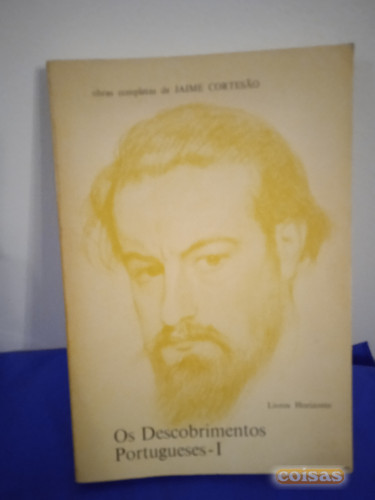 obras completas de JAIME CORTESÃO
Livros Horizonte
Os Descobrimentos
Portugueses-I
coisas